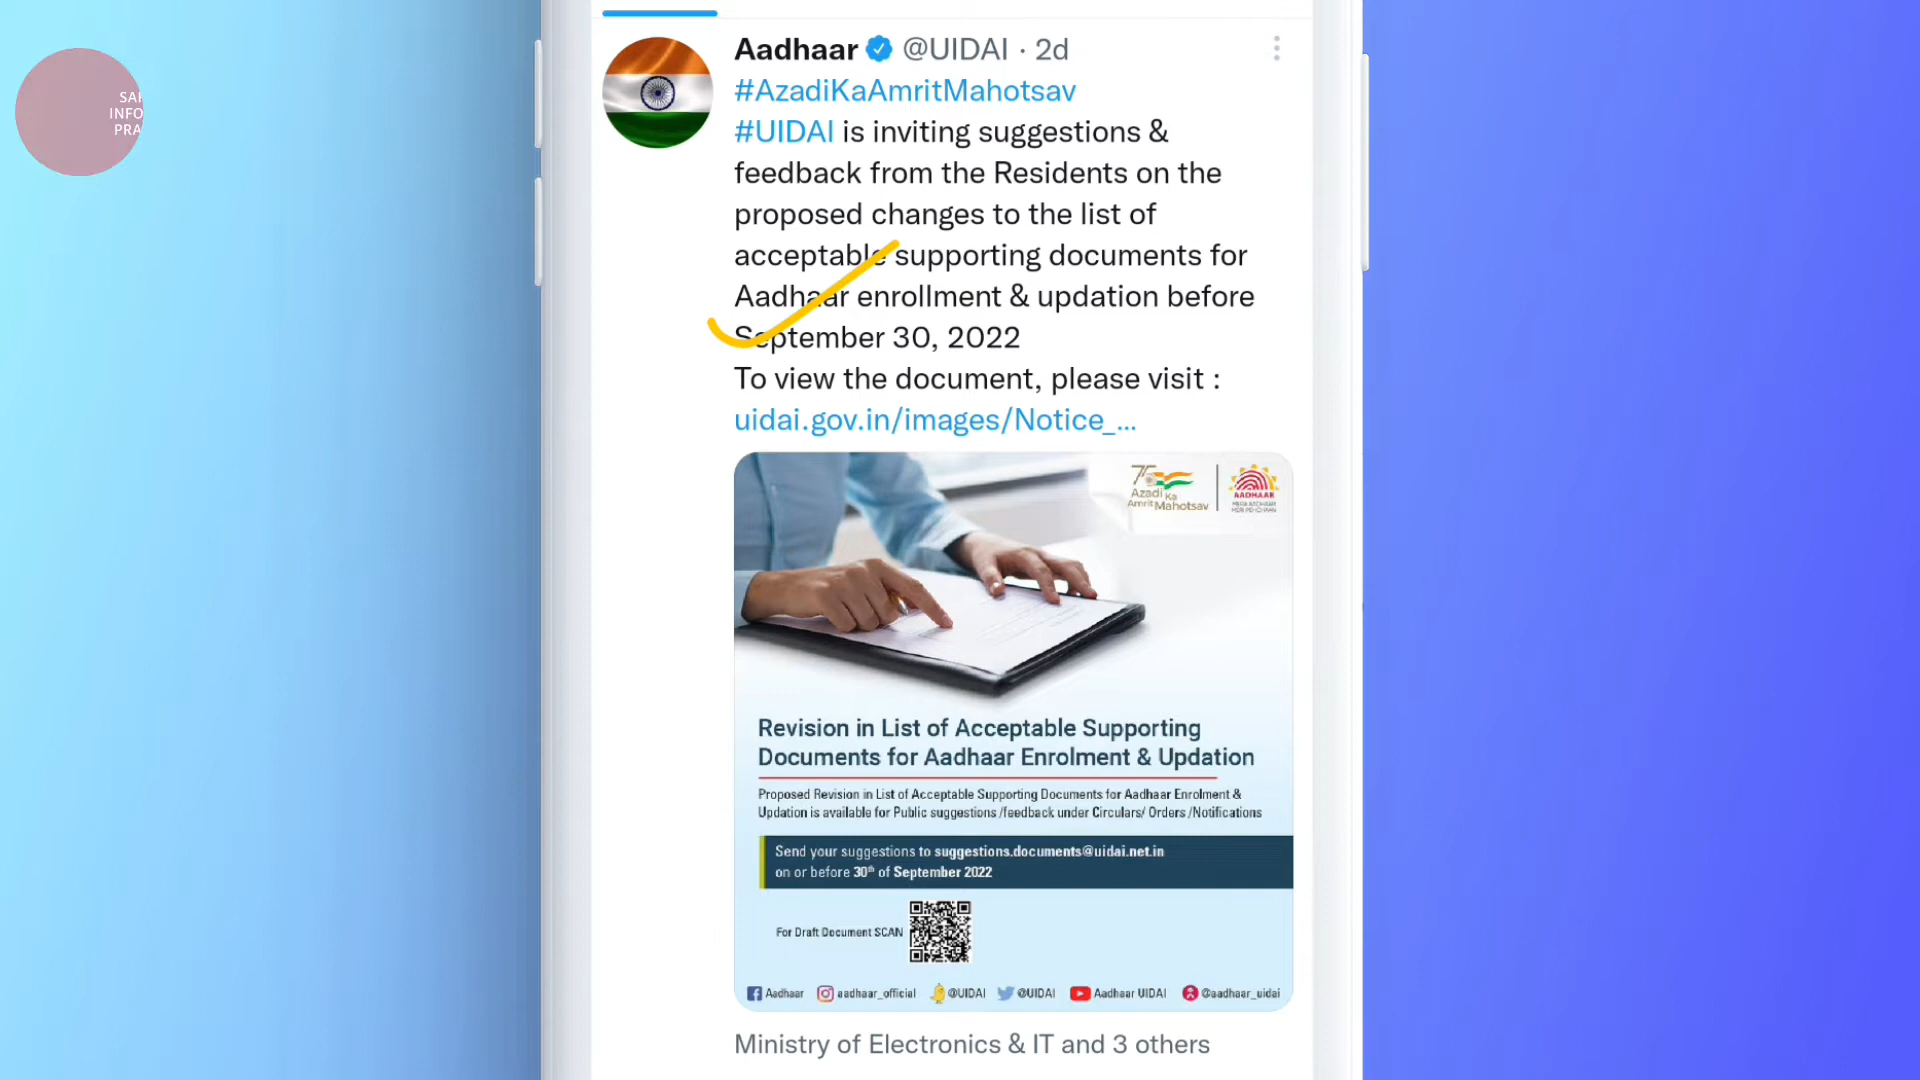 SAR
INFO
PRA
Aadhaar @UIDAI · 2d
#AzadiKaAmritMahotsav
#UIDAI is inviting suggestions &
feedback from the Residents on the
proposed changes to the list of
acceptable supporting documents for
Aadhaar enrollment & updation before
September 30, 2022
To view the document, please visit :
uidai.gov.in/images/Notice_...
Azadi Ka
Amrit Mahotsav
AADHAAR
Revision in List of Acceptable Supporting
Documents for Aadhaar Enrolment & Updation
Proposed Revision in List of Acceptable Supporting Documents for Aadhaar Enrolment &
Updation is available for Public suggestions /feedback under Circulars/ Orders /Notifications
Send your suggestions to suggestions.documents@uidai.net.in
on or before 30th of September 2022
For Draft Document SCAN
Aadhaar aadhaar_official @UIDAI @UIDAI Aadhaar UIDAI @aadhaar_uidai
Ministry of Electronics & IT and 3 others